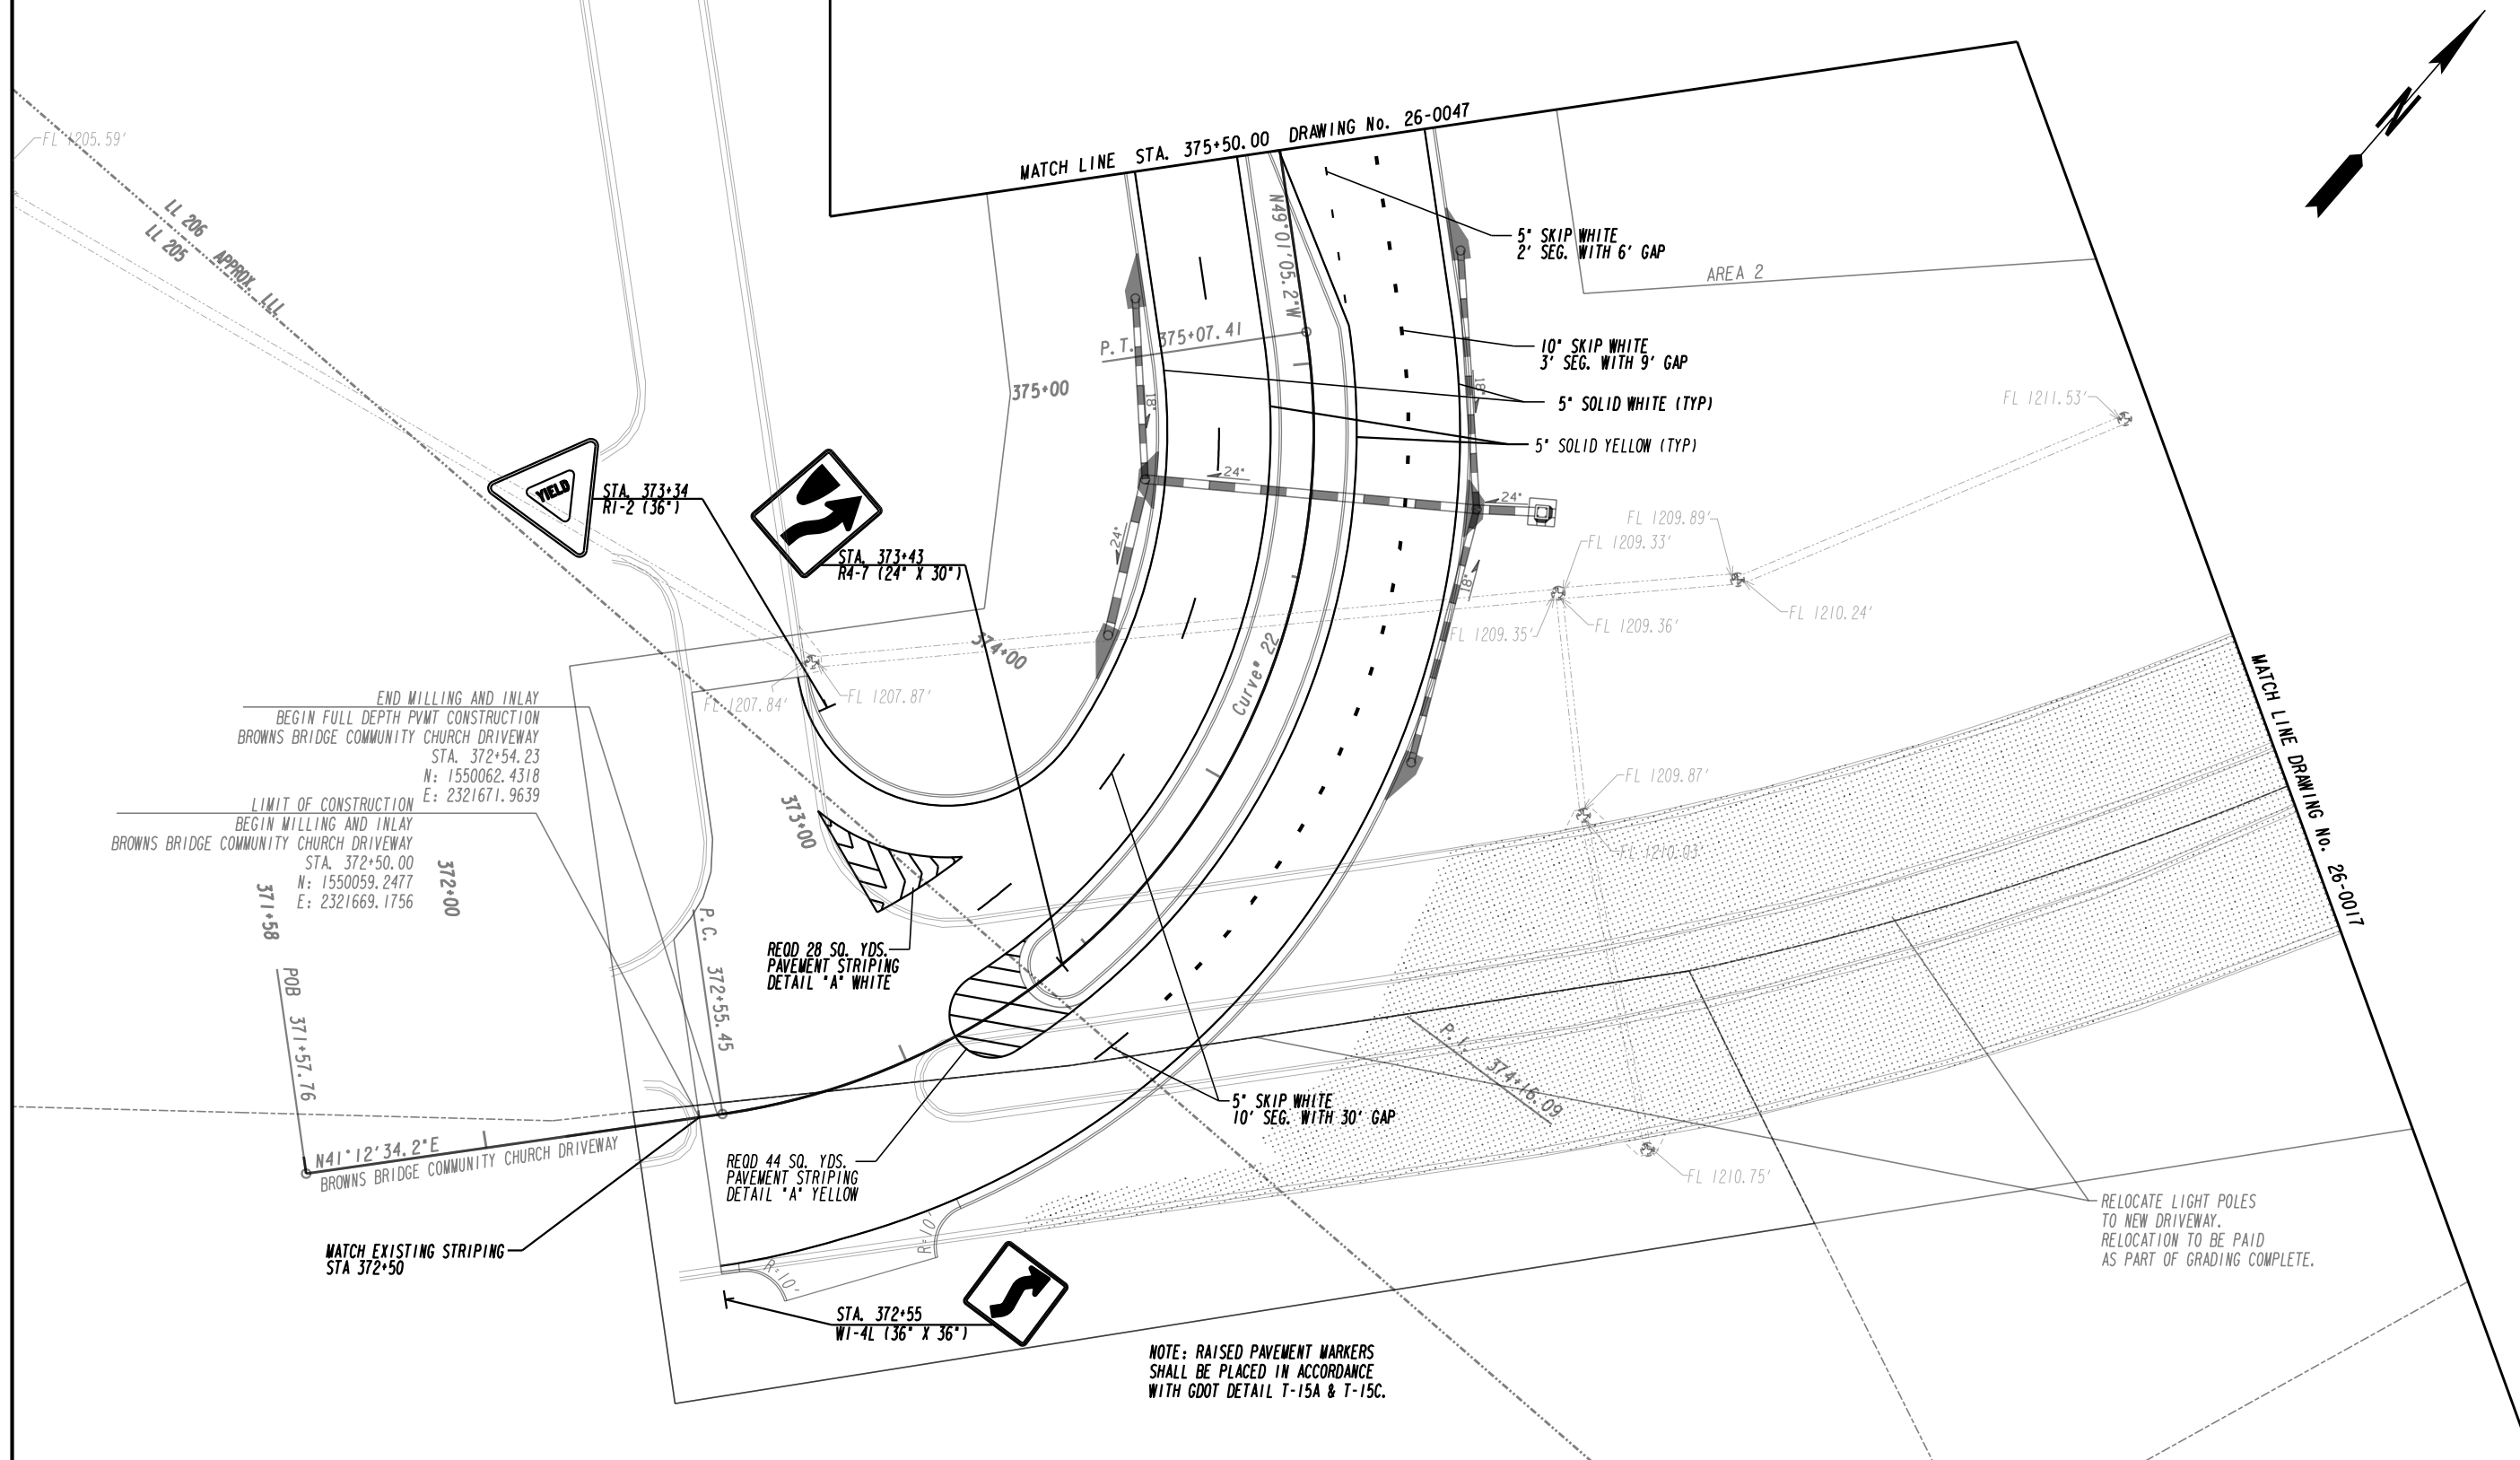 MATCH LINE STA. 375+50.00 DRAWING No. 26-0047
N
FL 1205.59'
LL 206
LL 205
APPROX. LLL
N49°01'05.2"W
5" SKIP WHITE
2' SEG. WITH 6' GAP
AREA 2
P.T. 375+07.41
10" SKIP WHITE
3' SEG. WITH 9' GAP
375+00
18"
18"
5" SOLID WHITE (TYP)
5" SOLID YELLOW (TYP)
FL 1211.53'
YIELD
STA. 373+34
R1-2 (36")
24"
24"
FL 1209.89'
FL 1209.33'
STA. 373+43
R4-7 (24" X 30")
24"
18"
FL 1210.24'
FL 1209.36'
FL 1209.35'
374+00
Curve# 22
FL 1207.84'
FL 1207.87'
END MILLING AND INLAY
BEGIN FULL DEPTH PVMT CONSTRUCTION
BROWNS BRIDGE COMMUNITY CHURCH DRIVEWAY
STA. 372+54.23
N: 1550062.4318
E: 2321671.9639
LIMIT OF CONSTRUCTION
BEGIN MILLING AND INLAY
BROWNS BRIDGE COMMUNITY CHURCH DRIVEWAY
STA. 372+50.00
N: 1550059.2477
E: 2321669.1756
373+00
372+00
371+58
FL 1209.87'
FL 1210.03'
MATCH LINE DRAWING No. 26-0017
P.C. 372+55.45
POB 371+57.76
REQD 28 SQ. YDS.
PAVEMENT STRIPING
DETAIL "A" WHITE
P.I. 374+16.09
5" SKIP WHITE
10' SEG. WITH 30' GAP
N41°12'34.2"E
BROWNS BRIDGE COMMUNITY CHURCH DRIVEWAY
REQD 44 SQ. YDS.
PAVEMENT STRIPING
DETAIL "A" YELLOW
FL 1210.75'
RELOCATE LIGHT POLES
TO NEW DRIVEWAY.
RELOCATION TO BE PAID
AS PART OF GRADING COMPLETE.
MATCH EXISTING STRIPING
STA 372+50
R=10'
R=10'
STA. 372+55
W1-4L (36" X 36")
NOTE: RAISED PAVEMENT MARKERS
SHALL BE PLACED IN ACCORDANCE
WITH GDOT DETAIL T-15A & T-15C.